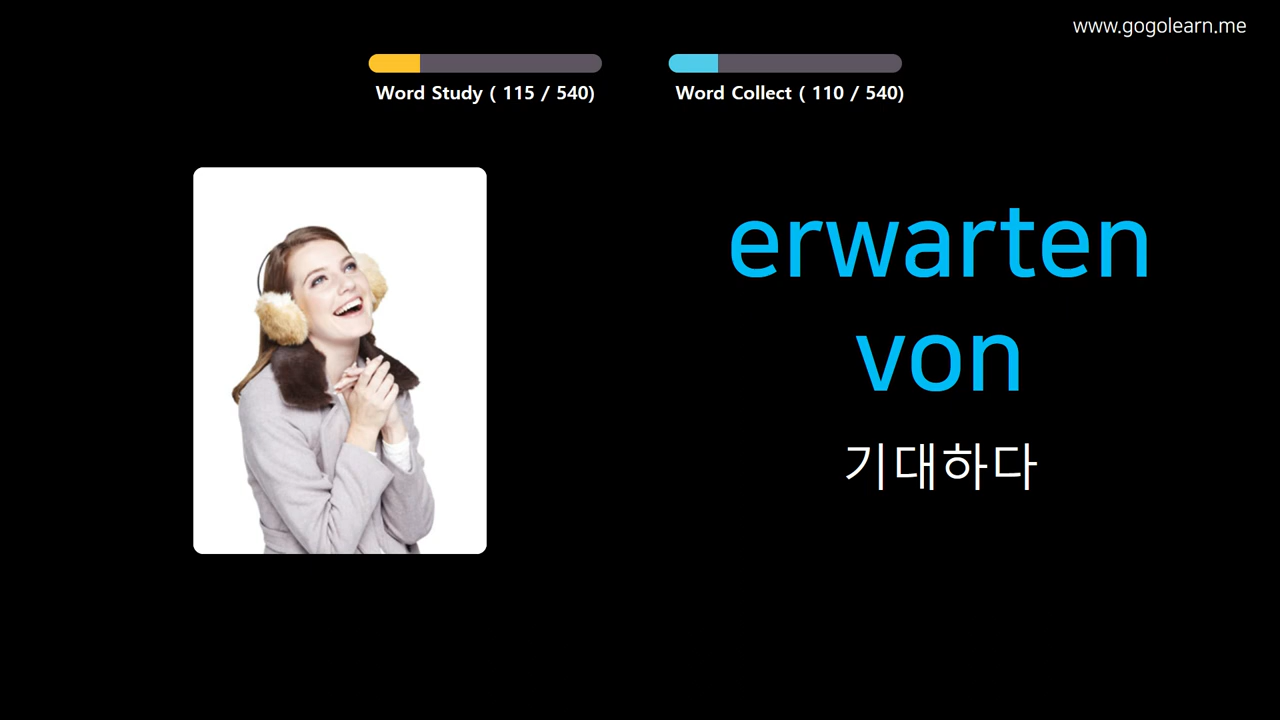 www.gogolearn.me
Word Study ( 115 / 540)
Word Collect ( 110 / 540)
erwarten
von
기대하다